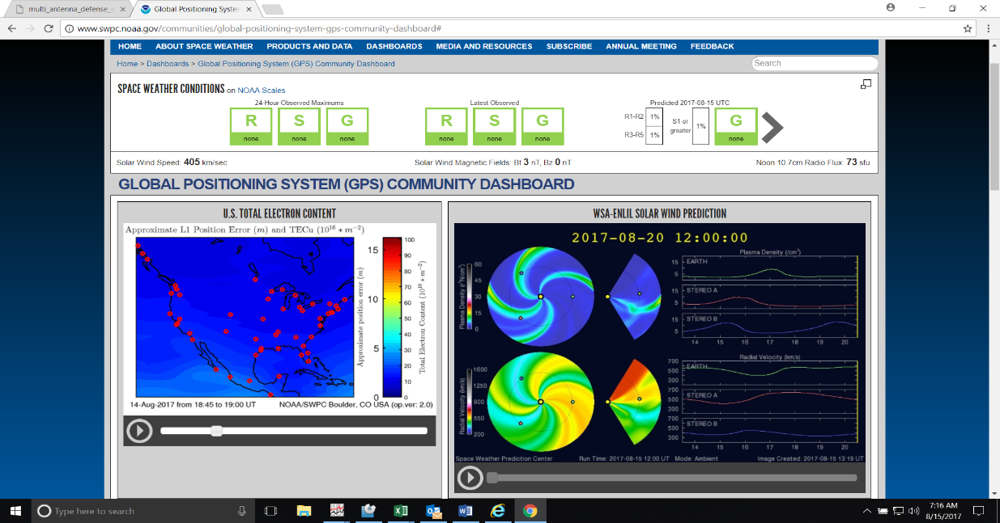 multi_antenna_defense_
Global Positioning System
www.swpc.noaa.gov/communities/global-positioning-system-gps-community-dashboard#
HOME ABOUT SPACE WEATHER PRODUCTS AND DATA DASHBOARDS MEDIA AND RESOURCES SUBSCRIBE ANNUAL MEETING FEEDBACK
Home > Dashboards > Global Positioning System (GPS) Community Dashboard
Search
SPACE WEATHER CONDITIONS on NOAA Scales
24-Hour Observed Maximums
R S G
none none none
Latest Observed
R S G
none none none
Predicted 2017-08-15 UTC
R1-R2 1%
R3-R5 1%
S1 or
greater
1%
G
none
Solar Wind Speed: 405 km/sec
Solar Wind Magnetic Fields: Bt 3 nT, Bz 0 nT
Noon 10.7cm Radio Flux: 73 sfu
GLOBAL POSITIONING SYSTEM (GPS) COMMUNITY DASHBOARD
U.S. TOTAL ELECTRON CONTENT
Approximate L1 Position Error (m) and TECu (10¹⁶ * m⁻²)
15
10
5
0
Approximate position error (m)
100
90
80
70
60
50
40
30
20
10
0
Total Electron Content (10¹⁶ * m⁻²)
14-Aug-2017 from 18:45 to 19:00 UT
NOAA/SWPC Boulder, CO USA (op.ver: 2.0)
WSA-ENLIL SOLAR WIND PREDICTION
2017-08-20 12:00:00
Plasma Density (r²N/cm³)
60
45
30
15
0
Plasma Density (/cm³)
15
5
EARTH
15
5
STEREO A
15
5
STEREO B
14 15 16 17 18 19 20
Radial Velocity (km/s)
1600
1250
900
550
200
Radial Velocity (km/s)
700
500
300
EARTH
700
500
300
STEREO A
700
500
300
STEREO B
14 15 16 17 18 19 20
Space Weather Prediction Center
Run Time: 2017-08-15 12:00 UT Mode: Ambient
Image Created: 2017-08-15 13:19 UT
Type here to search
7:16 AM
8/15/2017